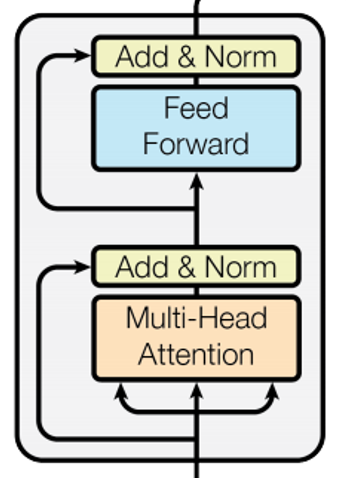 Add & Norm
Feed
Forward
Add & Norm
Multi-Head
Attention